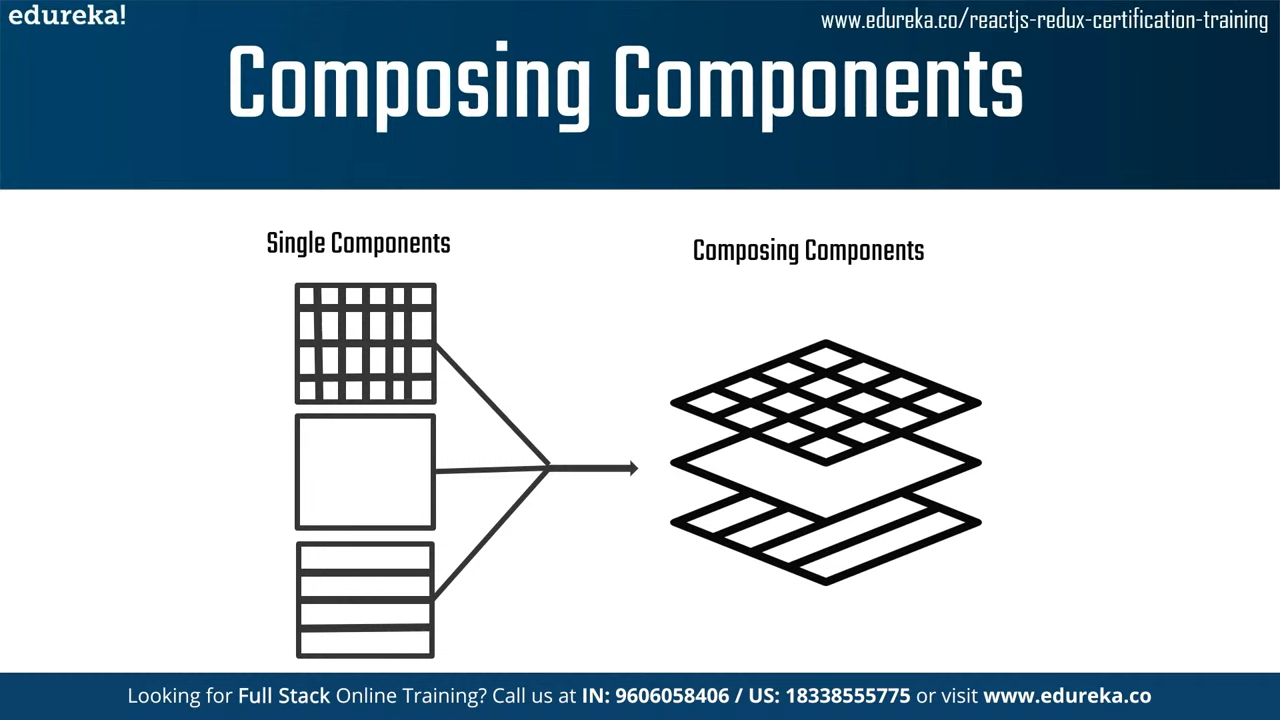 edureka!
www.edureka.co/reactjs-redux-certification-training
Composing Components
Single Components
Composing Components
Looking for Full Stack Online Training? Call us at IN: 9606058406 / US: 18338555775 or visit www.edureka.co